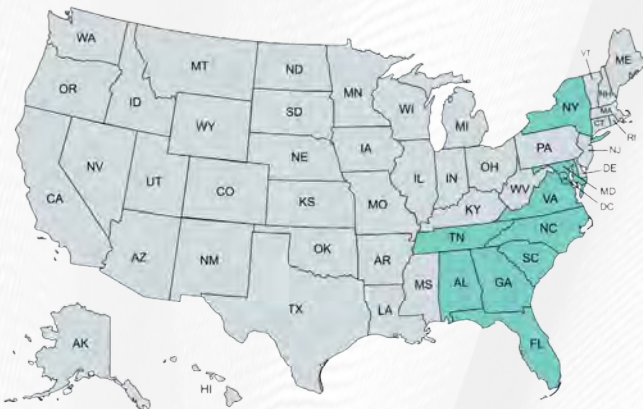 WA
MT
ND
MN
VT
ME
OR
ID
SD
WI
MI
NY
NH
MA
CT
RI
WY
NV
UT
CO
NE
IA
IL
IN
OH
PA
NJ
DE
MD
DC
CA
KS
MO
KY
WV
VA
AZ
NM
OK
AR
TN
NC
SC
TX
LA
MS
AL
GA
FL
AK
HI